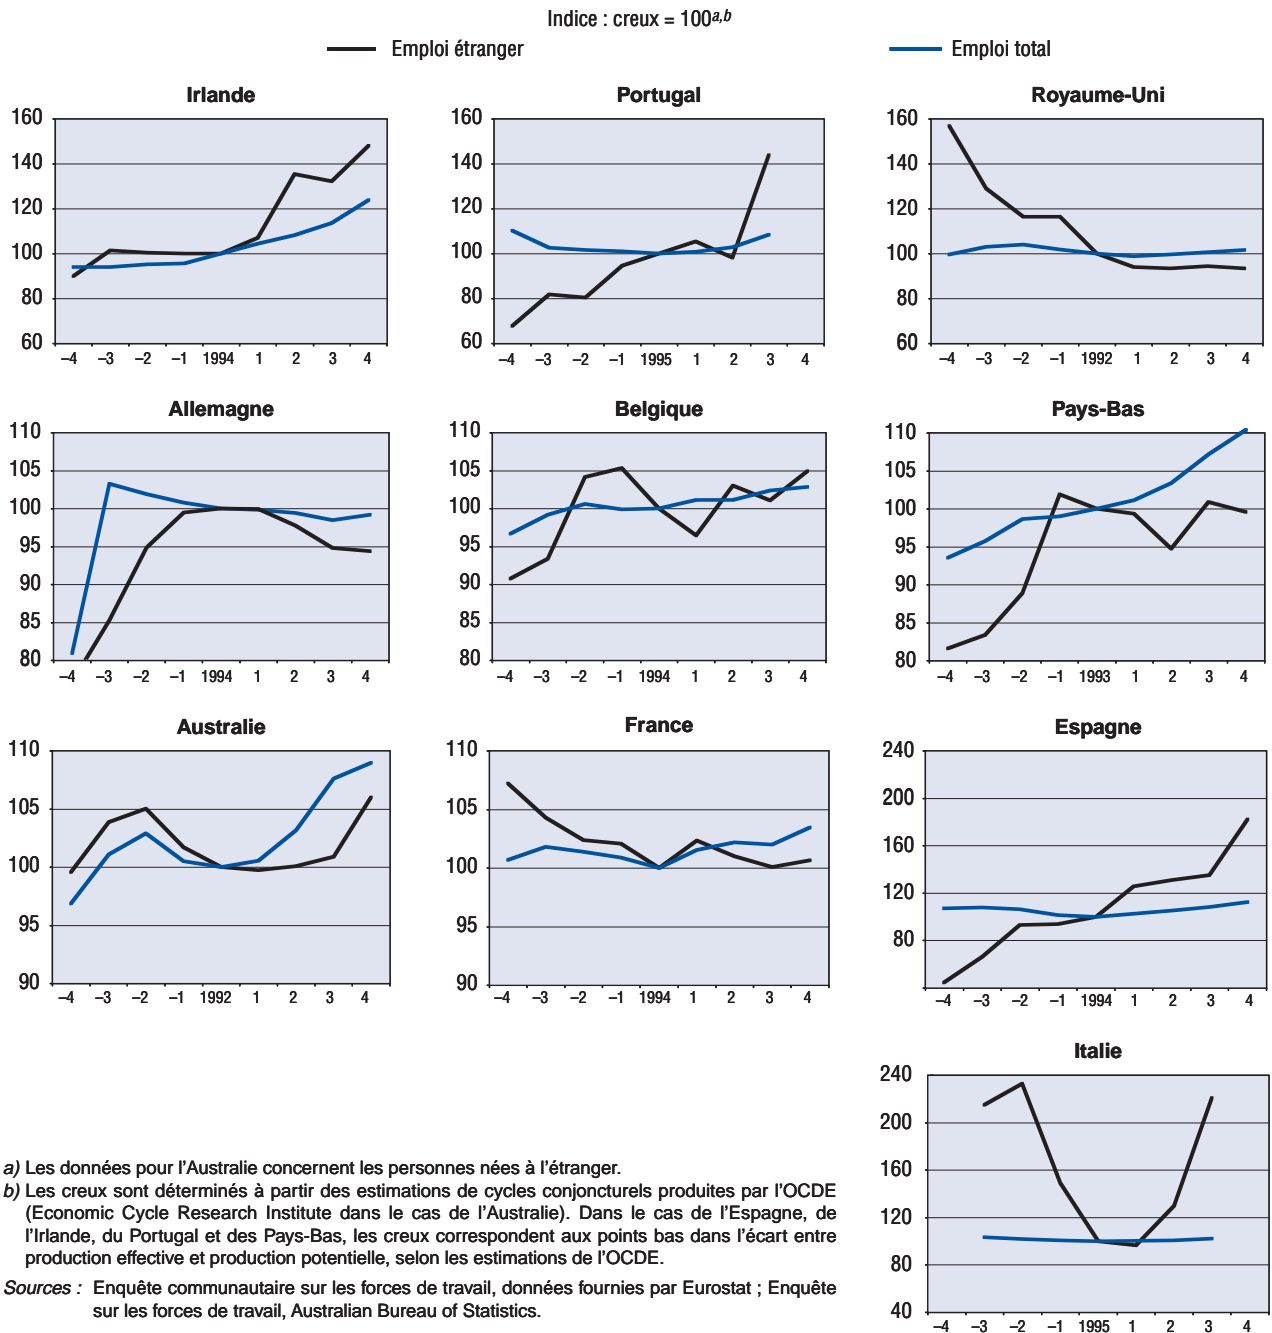 Indice : creux = 100a,b
Emploi étranger
Emploi total
Irlande
160
140
120
100
80
60
–4 –3 –2 –1 1994 1 2 3 4
Portugal
160
140
120
100
80
60
–4 –3 –2 –1 1995 1 2 3 4
Royaume-Uni
160
140
120
100
80
60
–4 –3 –2 –1 1992 1 2 3 4
Allemagne
110
105
100
95
90
85
80
–4 –3 –2 –1 1994 1 2 3 4
Belgique
110
105
100
95
90
85
80
–4 –3 –2 –1 1994 1 2 3 4
Pays-Bas
110
105
100
95
90
85
80
–4 –3 –2 –1 1993 1 2 3 4
Australie
110
105
100
95
90
–4 –3 –2 –1 1992 1 2 3 4
France
110
105
100
95
90
–4 –3 –2 –1 1994 1 2 3 4
Espagne
240
200
160
120
80
–4 –3 –2 –1 1994 1 2 3 4
Italie
240
200
160
120
80
40
–4 –3 –2 –1 1995 1 2 3 4
a) Les données pour l'Australie concernent les personnes nées à l'étranger.
b) Les creux sont déterminés à partir des estimations de cycles conjoncturels produites par l'OCDE
(Economic Cycle Research Institute dans le cas de l'Australie). Dans le cas de l'Espagne, de
l'Irlande, du Portugal et des Pays-Bas, les creux correspondent aux points bas dans l'écart entre
production effective et production potentielle, selon les estimations de l'OCDE.
Sources : Enquête communautaire sur les forces de travail, données fournies par Eurostat ; Enquête
sur les forces de travail, Australian Bureau of Statistics.